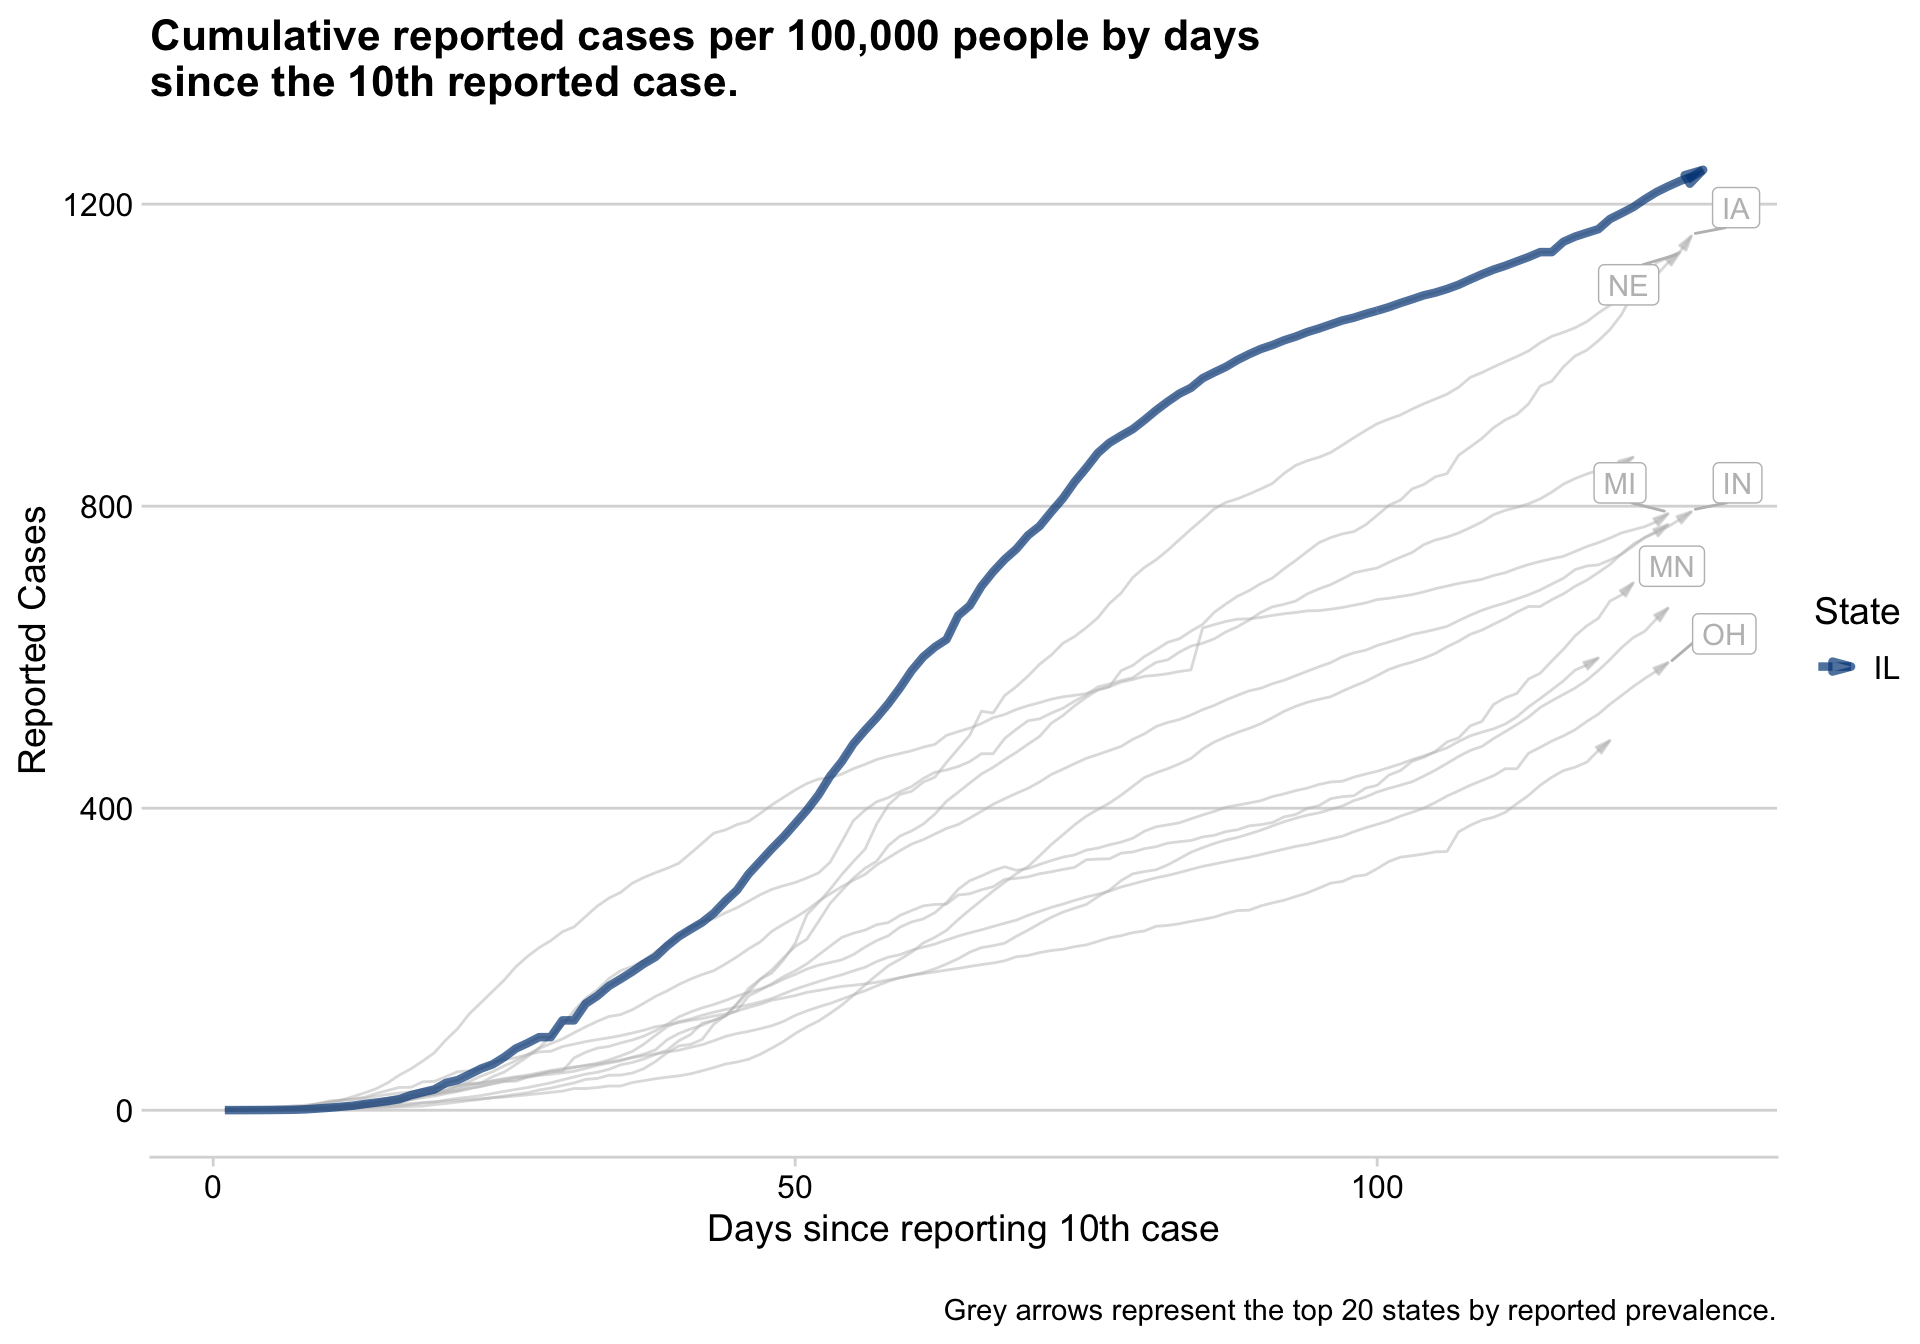 Cumulative reported cases per 100,000 people by days
since the 10th reported case.
1200
800
400
0
Reported Cases
IA
NE
MI
IN
MN
OH
State
IL
0
50
100
Days since reporting 10th case
Grey arrows represent the top 20 states by reported prevalence.